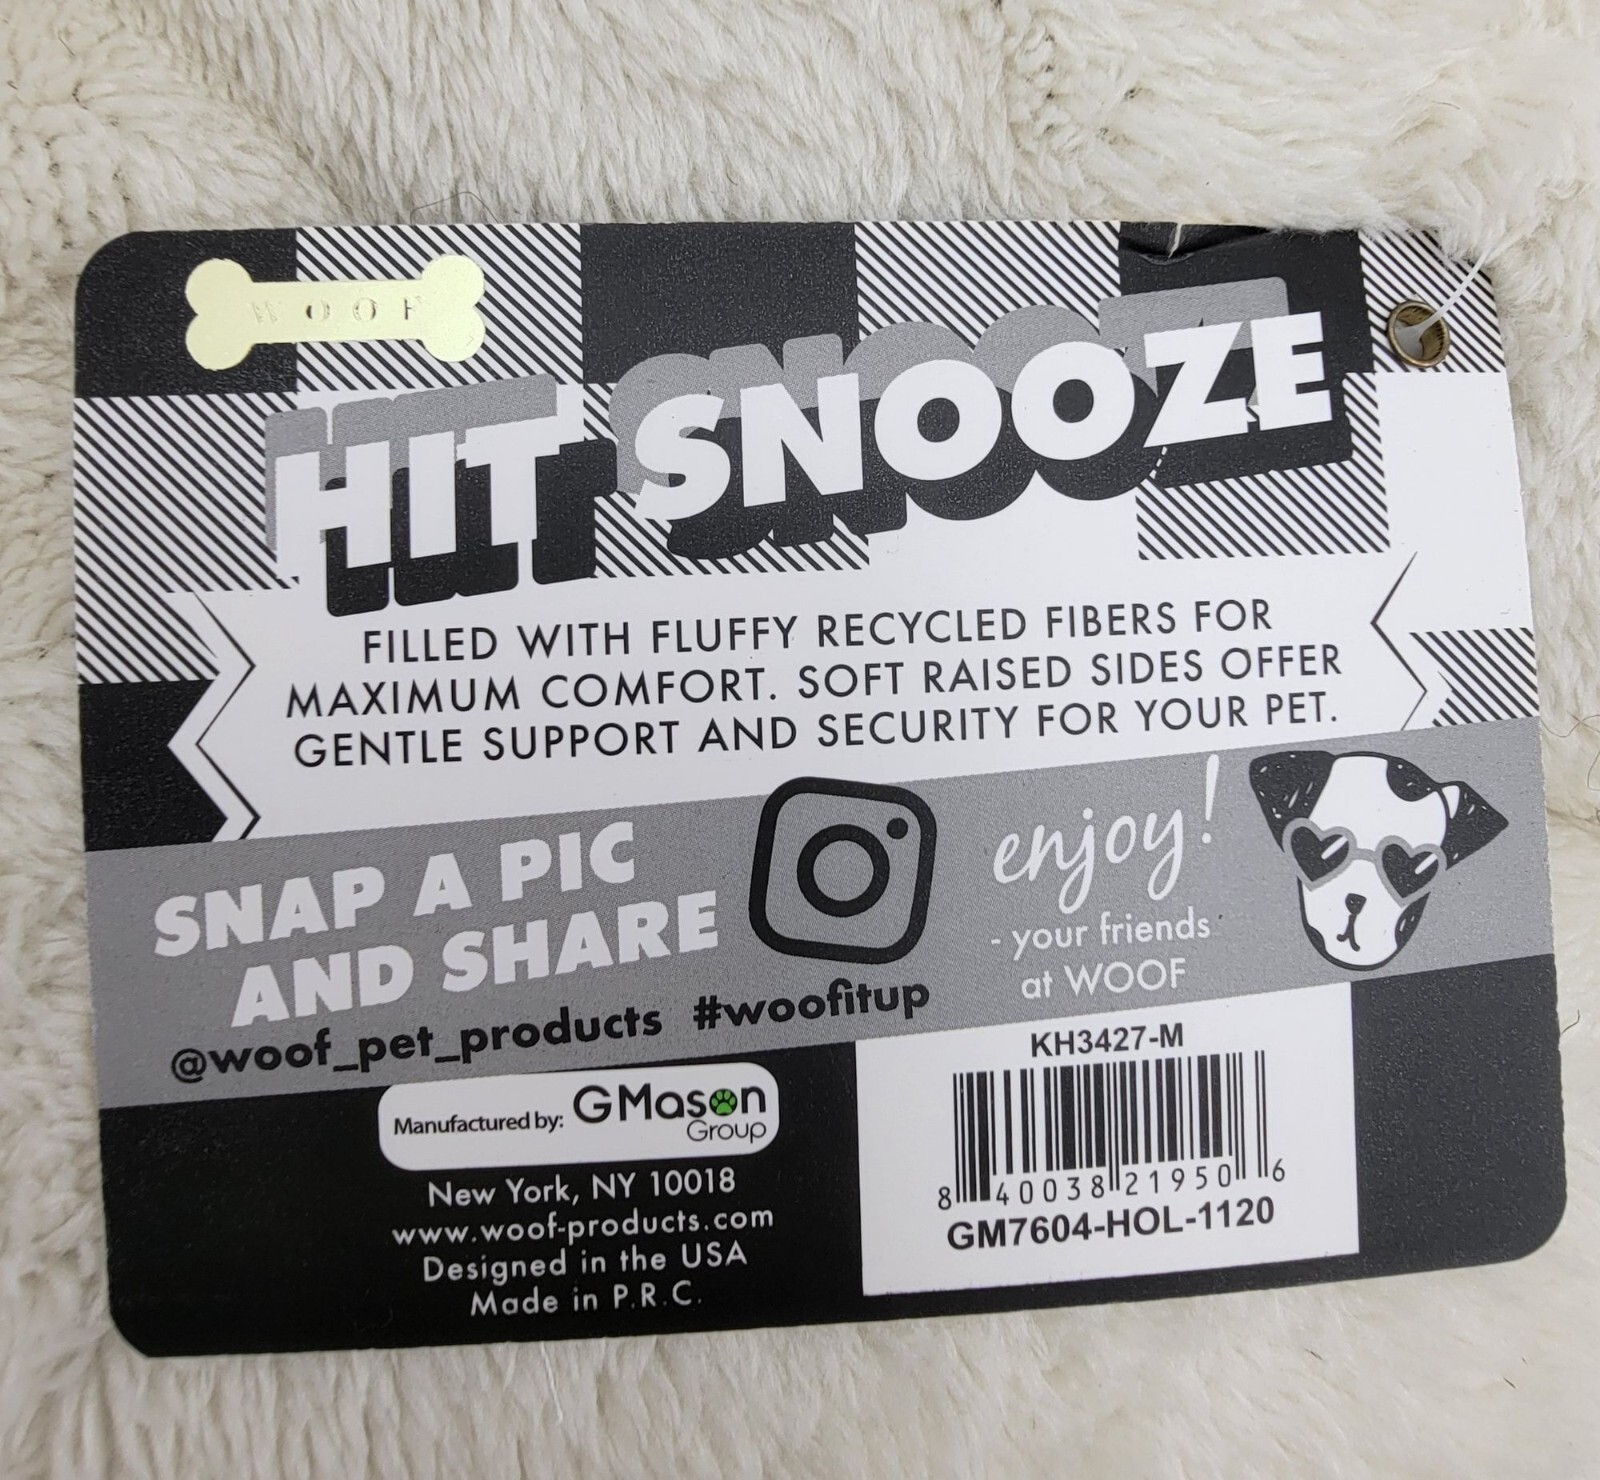 WOOF
HIT SNOOZE
FILLED WITH FLUFFY RECYCLED FIBERS FOR
MAXIMUM COMFORT. SOFT RAISED SIDES OFFER
GENTLE SUPPORT AND SECURITY FOR YOUR PET.
SNAP A PIC
AND SHARE
@woof_pet_products #woofitup
enjoy!
- your friends
at WOOF
Manufactured by: GMason
Group
New York, NY 10018
www.woof-products.com
Designed in the USA
Made in P.R.C.
KH3427-M
8 40038 21950 6
GM7604-HOL-1120